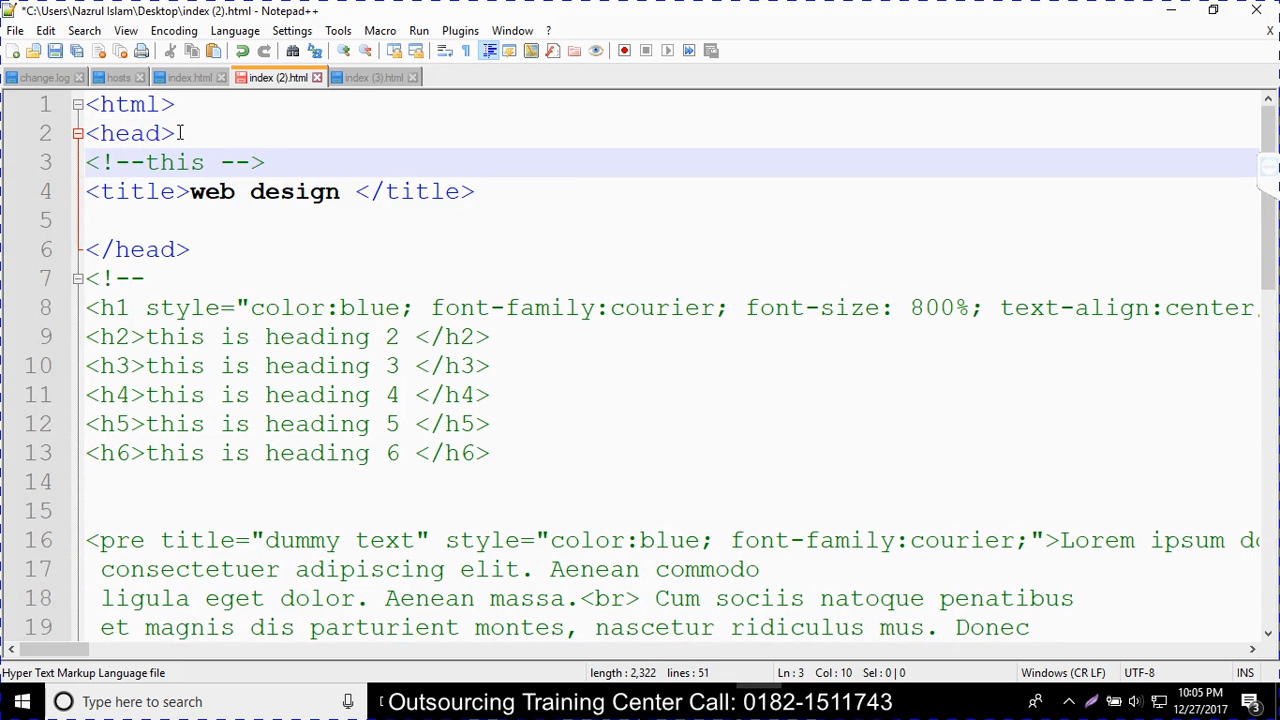 *C:\Users\Nazrul Islam\Desktop\index (2).html - Notepad++
File Edit Search View Encoding Language Settings Tools Macro Run Plugins Window ?
X
change.log hosts index.html index (2).html index (3).html
1 <html>
2 <head>
3 <!--this -->
4 <title>web design </title>
5
6 </head>
7 <!--
8 <h1 style="color:blue; font-family:courier; font-size: 800%; text-align:center,
9 <h2>this is heading 2 </h2>
10 <h3>this is heading 3 </h3>
11 <h4>this is heading 4 </h4>
12 <h5>this is heading 5 </h5>
13 <h6>this is heading 6 </h6>
14
15
16 <pre title="dummy text" style="color:blue; font-family:courier;">Lorem ipsum do
17 consectetuer adipiscing elit. Aenean commodo
18 ligula eget dolor. Aenean massa.<br> Cum sociis natoque penatibus
19 et magnis dis parturient montes, nascetur ridiculus mus. Donec
Hyper Text Markup Language file length : 2,322 lines : 51 Ln : 3 Col : 10 Sel : 0 | 0 Windows (CR LF) UTF-8 INS
Type here to search [ Outsourcing Training Center Call: 0182-1511743 10:05 PM
12/27/2017 3